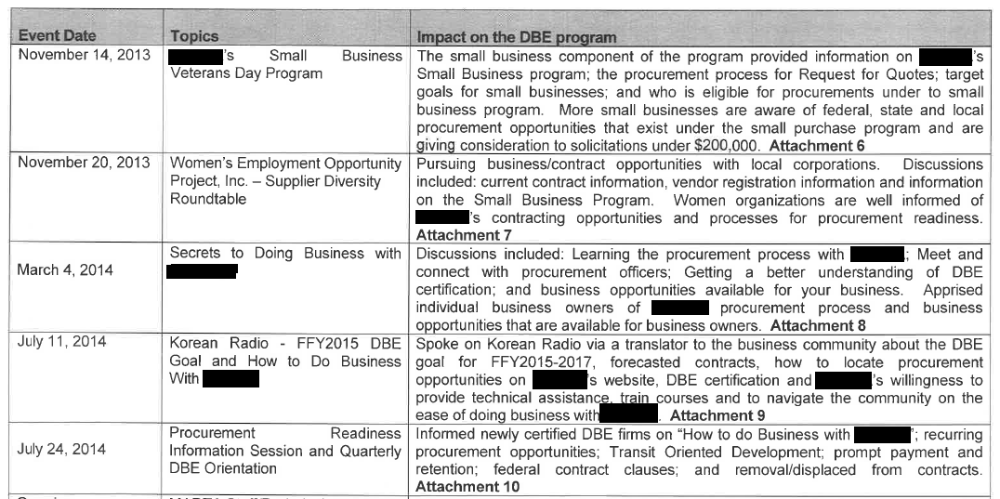 Event Date Topics Impact on the DBE program
November 14, 2013
's Small Business
Veterans Day Program
The small business component of the program provided information on 's
Small Business program; the procurement process for Request for Quotes; target
goals for small businesses; and who is eligible for procurements under to small
business program. More small businesses are aware of federal, state and local
procurement opportunities that exist under the small purchase program and are
giving consideration to solicitations under $200,000. Attachment 6
November 20, 2013
Women's Employment Opportunity
Project, Inc. – Supplier Diversity
Roundtable
Pursuing business/contract opportunities with local corporations. Discussions
included: current contract information, vendor registration information and information
on the Small Business Program. Women organizations are well informed of
's contracting opportunities and processes for procurement readiness.
Attachment 7
March 4, 2014
Secrets to Doing Business with
Discussions included: Learning the procurement process with ; Meet and
connect with procurement officers; Getting a better understanding of DBE
certification; and business opportunities available for your business. Apprised
individual business owners of procurement process and business
opportunities that are available for business owners. Attachment 8
July 11, 2014
Korean Radio - FFY2015 DBE
Goal and How to Do Business
With
Spoke on Korean Radio via a translator to the business community about the DBE
goal for FFY2015-2017, forecasted contracts, how to locate procurement
opportunities on 's website, DBE certification and 's willingness to
provide technical assistance, train courses and to navigate the community on the
ease of doing business with . Attachment 9
July 24, 2014
Procurement Readiness
Information Session and Quarterly
DBE Orientation
Informed newly certified DBE firms on "How to do Business with "; recurring
procurement opportunities; Transit Oriented Development; prompt payment and
retention; federal contract clauses; and removal/displaced from contracts.
Attachment 10